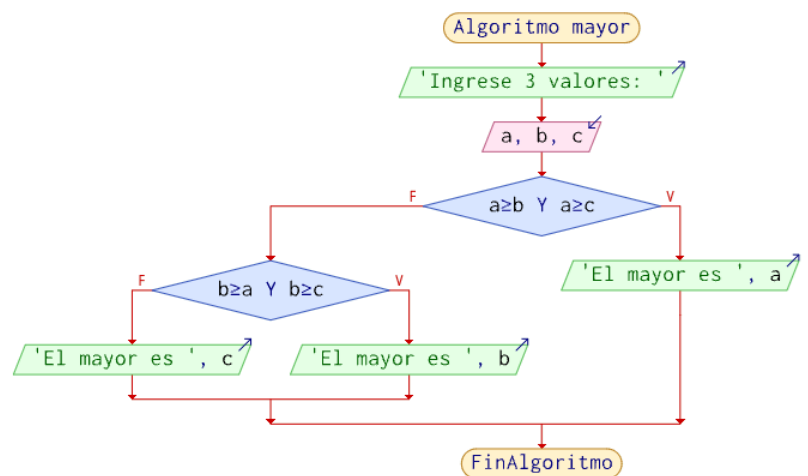 Algoritmo mayor
'Ingrese 3 valores: '
a, b, c
F
a≥b Y a≥c
V
F
b≥a Y b≥c
V
'El mayor es ', a
'El mayor es ', c
'El mayor es ', b
FinAlgoritmo